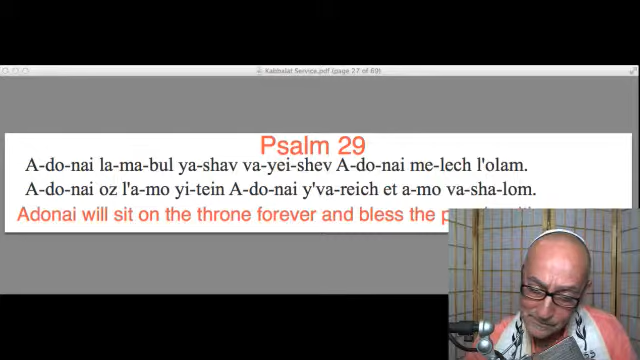 Kabbalat Service.pdf (page 27 of 69)
Psalm 29
A-do-nai la-ma-bul ya-shav va-yei-shev A-do-nai me-lech l'olam.
A-do-nai oz l'a-mo yi-tein A-do-nai y'va-reich et a-mo va-sha-lom.
Adonai will sit on the throne forever and bless the